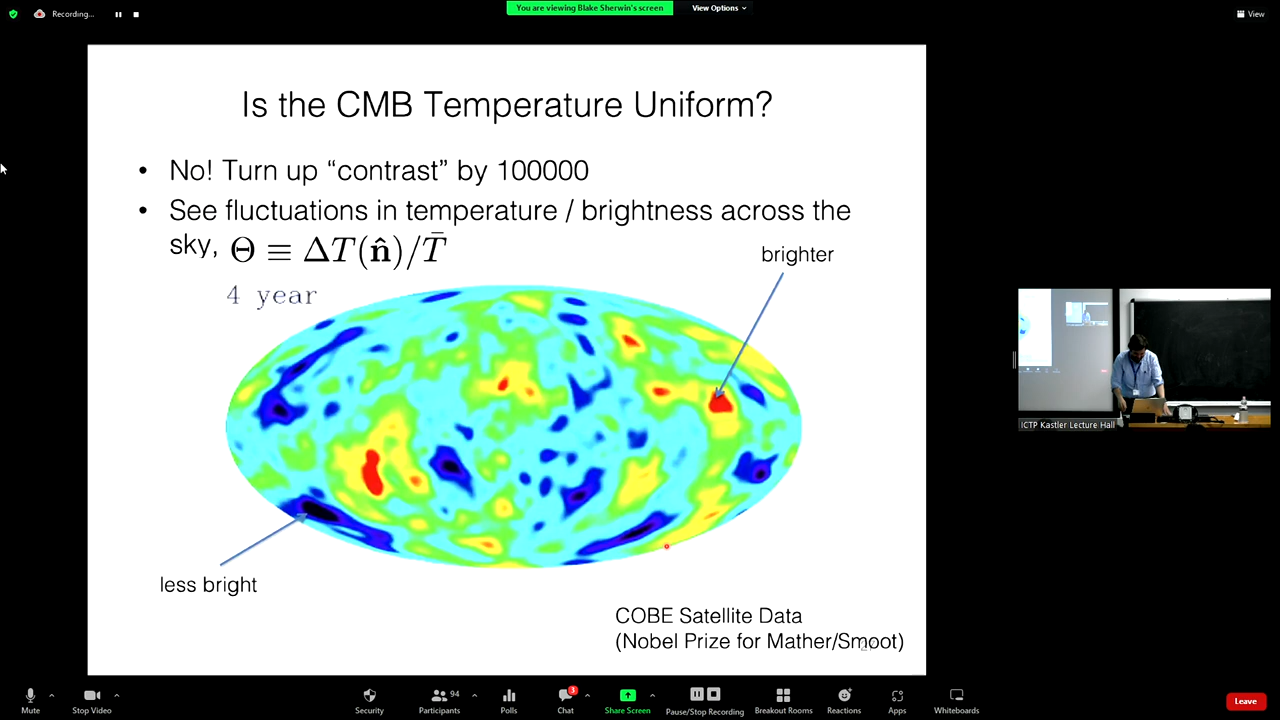 Recording...
You are viewing Blake Sherwin's screen
View Options
View
Is the CMB Temperature Uniform?
• No! Turn up “contrast” by 100000
• See fluctuations in temperature / brightness across the
sky, Θ ≡ ΔT(n̂)/T̄
brighter
4 year
less bright
COBE Satellite Data
(Nobel Prize for Mather/Smoot)
ICTP Kastler Lecture Hall
Mute
Stop Video
Security
Participants
94
Polls
Chat
3
Share Screen
Pause/Stop Recording
Breakout Rooms
Reactions
Apps
Whiteboards
Leave